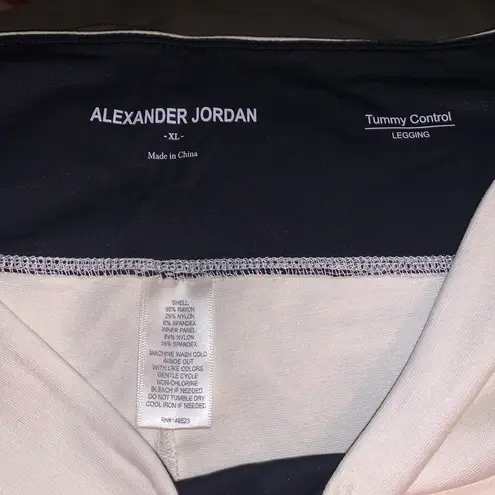 ALEXANDER JORDAN
- XL -
Made in China
Tummy Control
LEGGING
SHELL:
RAYON
NYLON
6% SPANDEX
INNER PANEL:
NYLON
16% SPANDEX
MACHINE WASH COLD
INSIDE OUT
WITH LIKE COLORS
GENTLE CYCLE
NON-CHLORINE
BLEACH IF NEEDED
DO NOT TUMBLE DRY
COOL IRON IF NEEDED